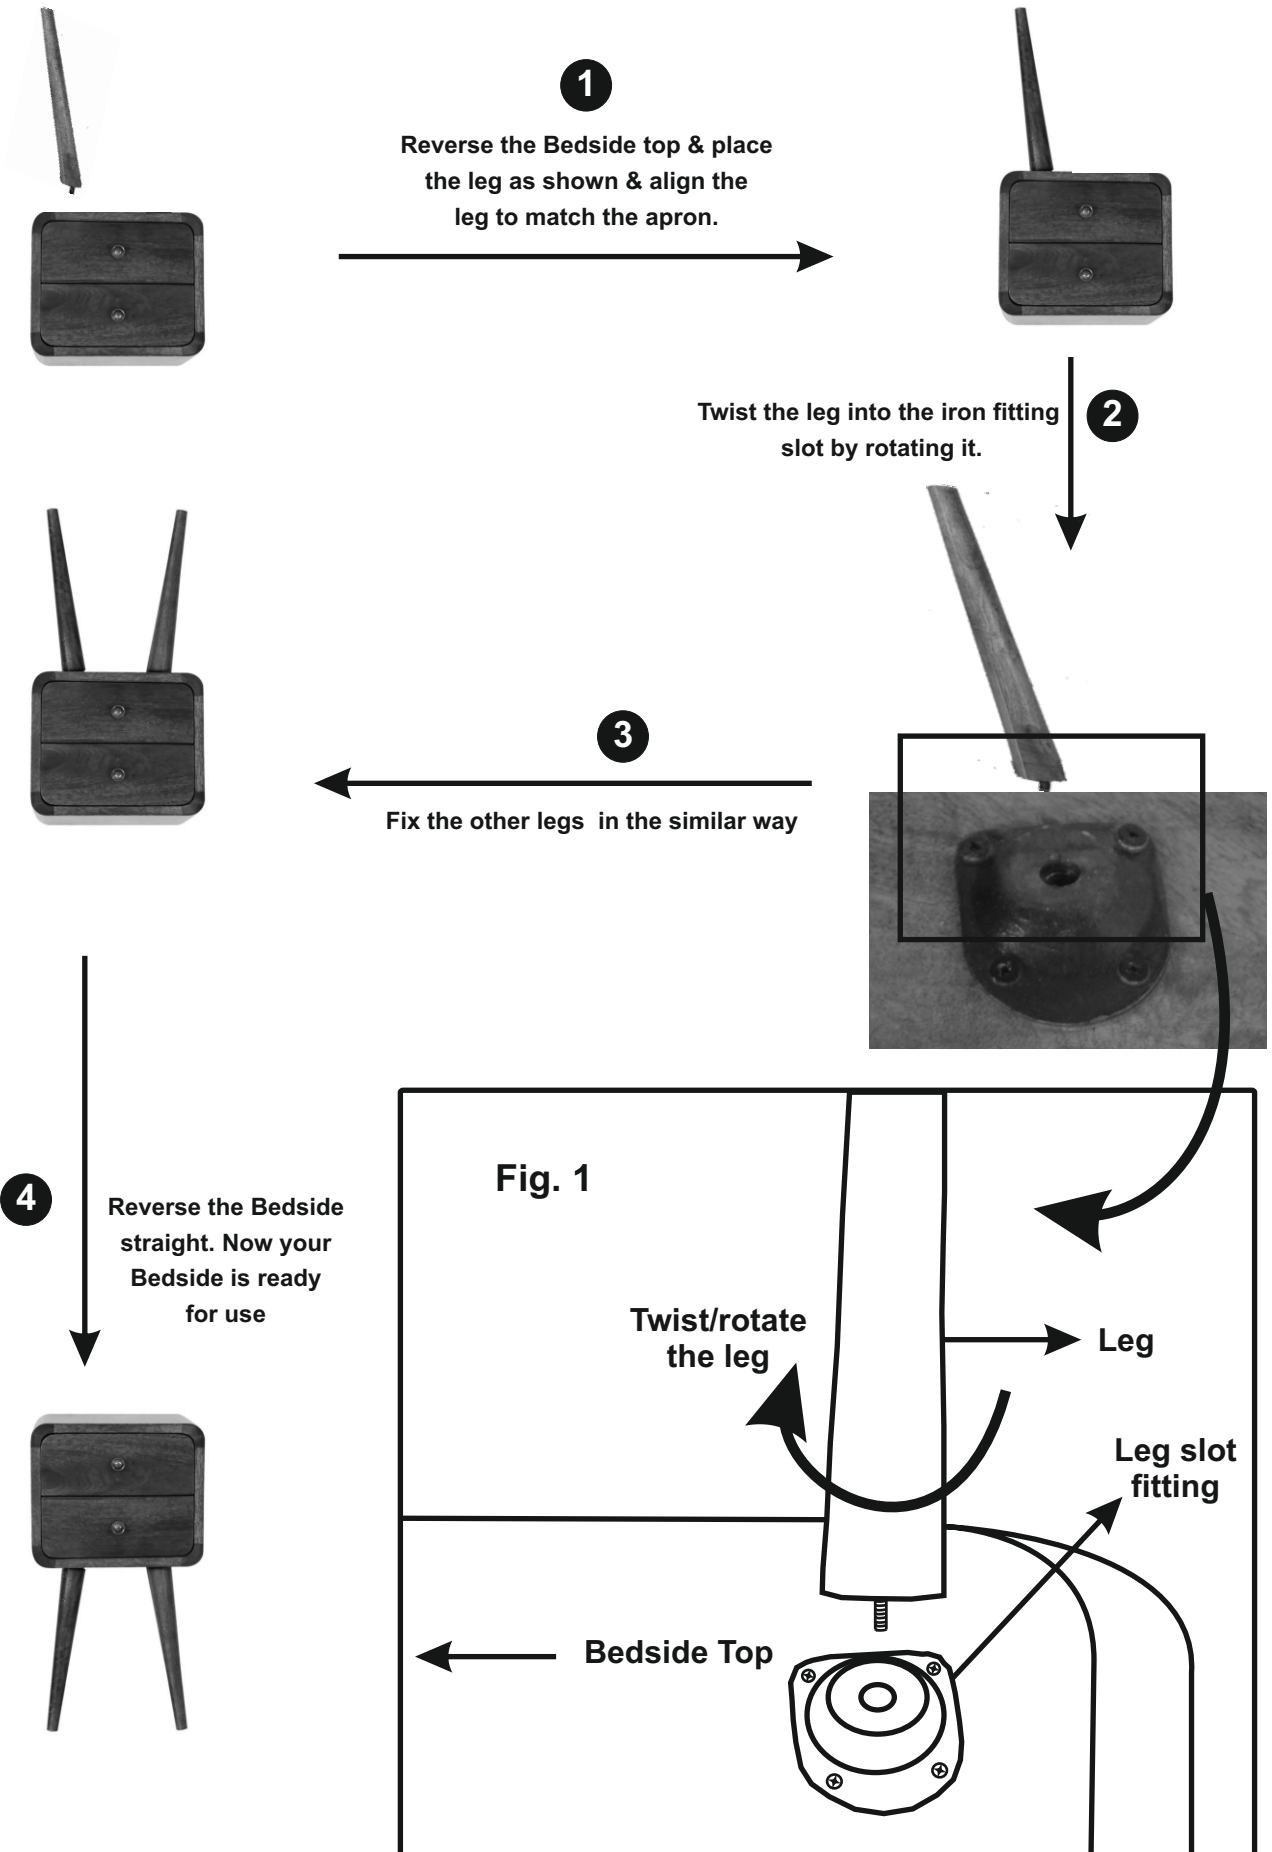 1
Reverse the Bedside top & place
the leg as shown & align the
leg to match the apron.
2
Twist the leg into the iron fitting
slot by rotating it.
3
Fix the other legs  in the similar way
4
Reverse the Bedside
straight. Now your
Bedside is ready
for use
Fig. 1
Twist/rotate
the leg
Leg
Leg slot
fitting
Bedside Top